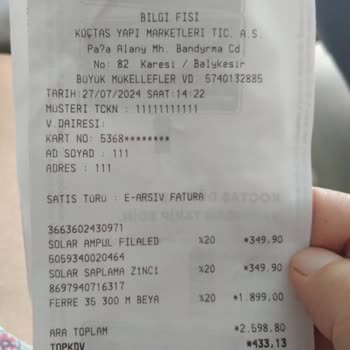 BILGI FISI
KOÇTAS YAPI MARKETLERI TIC. A.S.
Pa?a Alany Mh. Bandyrma Cd
No: 82 Karesi / Balykesir
BÜYÜK MÜKELLEFLER VD 5740132885
TARIH:27/07/2024 SAAT:14:22
MUSTERI TCKN : 11111111111
V.DAIRESI:
KART NO: 5368********
AD SOYAD : 111
ADRES : 111
SATIS TÜRÜ : E-ARSIV FATURA
3663602430971
SOLAR AMPUL FILALED %20 *349,90
5059340020464
SOLAR SAPLAMA ZINCI %20 *349,90
8697940716317
FERRE 35 300 M BEYA %20 *1.899,00
ARA TOPLAM *2.598,80
TOPKDV *433,13